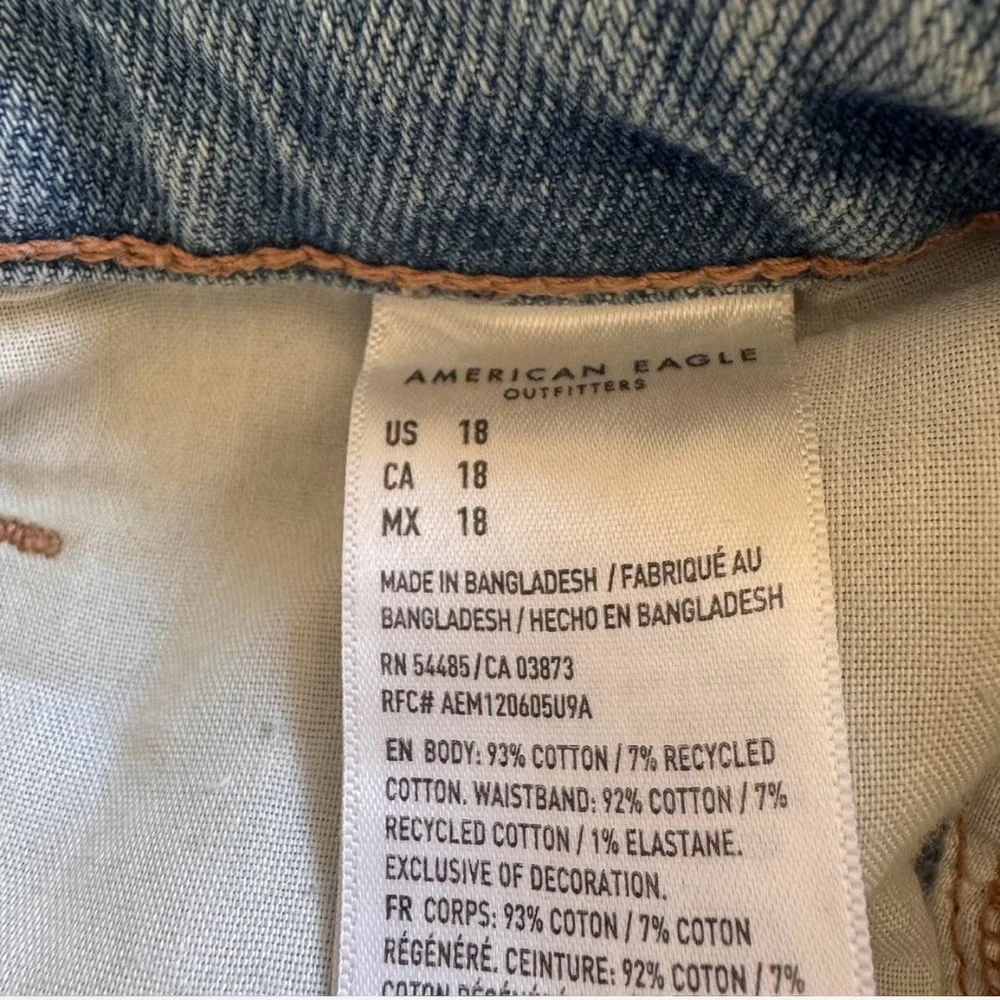 AMERICAN EAGLE
OUTFITTERS
US 18
CA 18
MX 18
MADE IN BANGLADESH / FABRIQUÉ AU
BANGLADESH / HECHO EN BANGLADESH
RN 54485 / CA 03873
RFC# AEM120605U9A
EN BODY: 93% COTTON / 7% RECYCLED
COTTON. WAISTBAND: 92% COTTON / 7%
RECYCLED COTTON / 1% ELASTANE.
EXCLUSIVE OF DECORATION.
FR CORPS: 93% COTON / 7% COTON
RÉGÉNÉRÉ. CEINTURE: 92% COTON / 7%